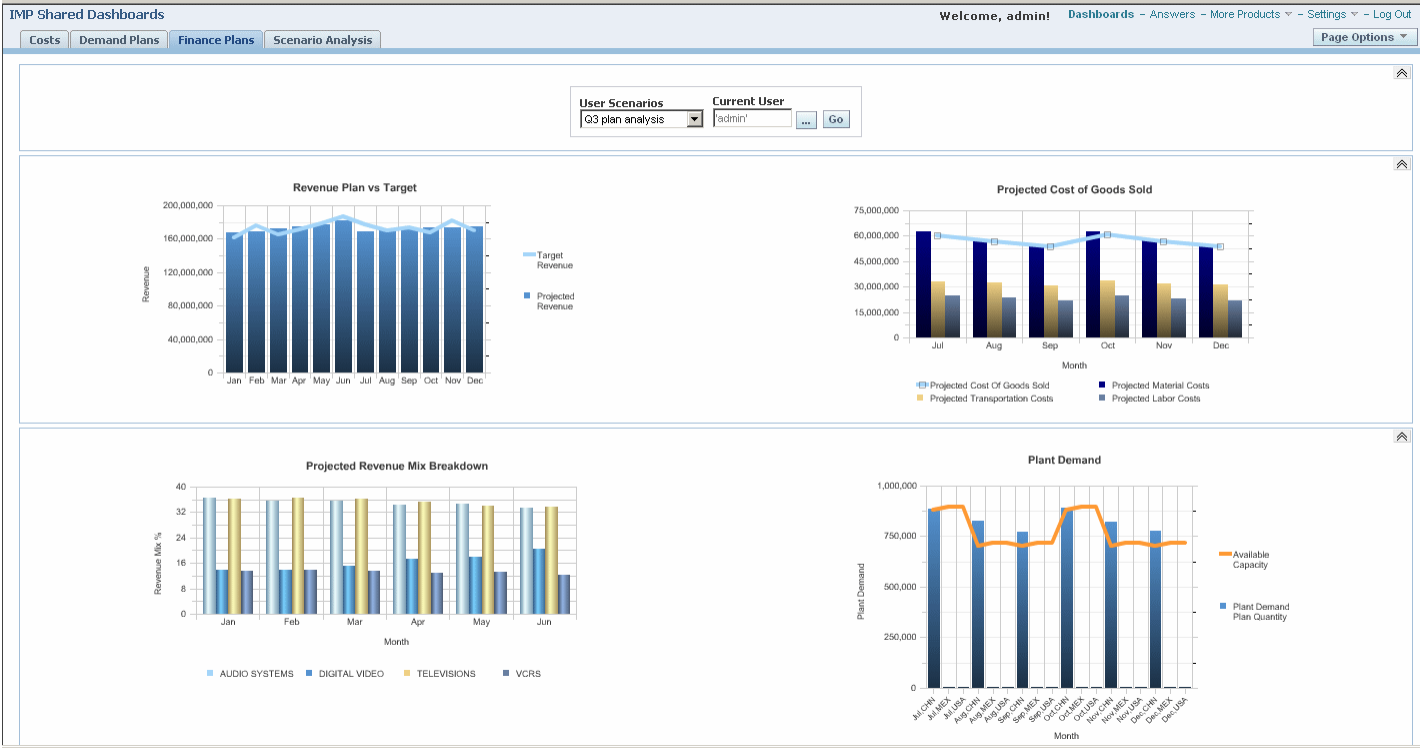 IMP Shared Dashboards
Welcome, admin! Dashboards - Answers - More Products - Settings - Log Out
Costs Demand Plans Finance Plans Scenario Analysis
Page Options
User Scenarios Current User
Q3 plan analysis 'admin' ... Go
Revenue Plan vs Target
200,000,000
160,000,000
120,000,000
80,000,000
40,000,000
0
Revenue
Jan Feb Mar Apr May Jun Jul Aug Sep Oct Nov Dec
Target
Revenue
Projected
Revenue
Projected Cost of Goods Sold
75,000,000
60,000,000
45,000,000
30,000,000
15,000,000
0
Jul Aug Sep Oct Nov Dec
Month
Projected Cost Of Goods Sold Projected Material Costs
Projected Transportation Costs Projected Labor Costs
Projected Revenue Mix Breakdown
40
32
24
16
8
0
Revenue Mix %
Jan Feb Mar Apr May Jun
Month
AUDIO SYSTEMS DIGITAL VIDEO TELEVISIONS VCRS
Plant Demand
1,000,000
750,000
500,000
250,000
0
Plant Demand
Jul,CHN Jul,MEX Jul,USA Aug,CHN Aug,MEX Aug,USA Sep,CHN Sep,MEX Sep,USA Oct,CHN Oct,MEX Oct,USA Nov,CHN Nov,MEX Nov,USA Dec,CHN Dec,MEX Dec,USA
Month
Available
Capacity
Plant Demand
Plan Quantity